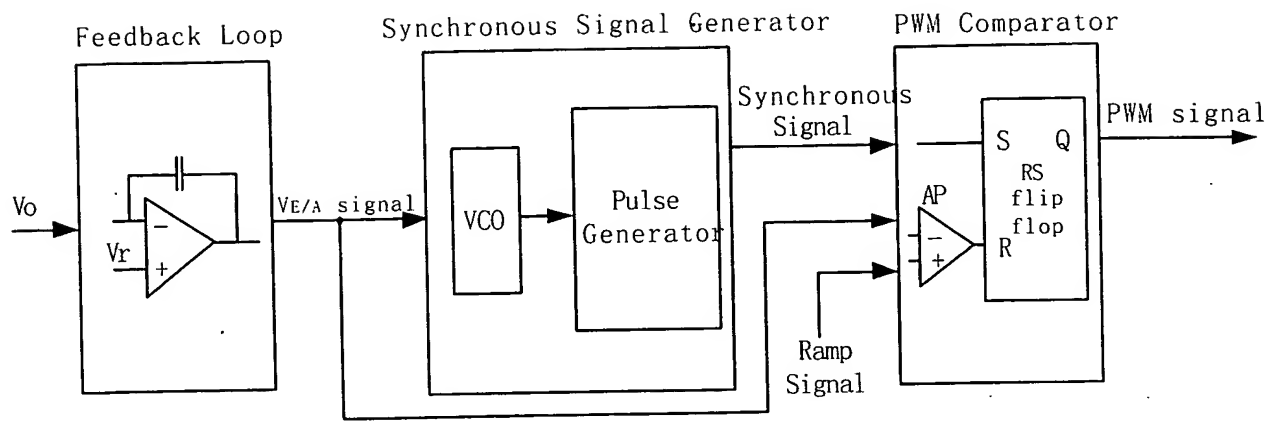 Feedback Loop
Synchronous Signal Generator
PWM Comparator
Synchronous
Signal
PWM signal
S Q
RS
flip
flop
R
AP
−
+
Vo
−
Vr
+
VE/A signal
VCO
Pulse
Generator
Ramp
Signal